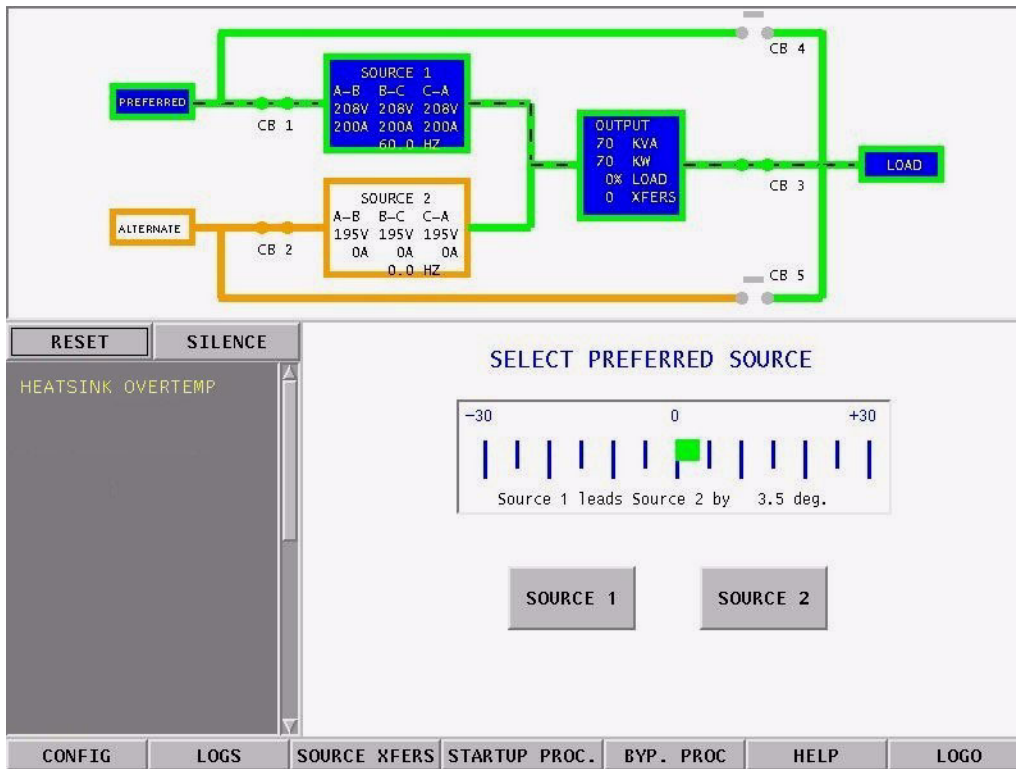 CB 4
PREFERRED
CB 1
SOURCE 1
A-B B-C C-A
208V 208V 208V
200A 200A 200A
60.0 HZ
OUTPUT
70 KVA
70 KW
0% LOAD
0 XFERS
CB 3
LOAD
ALTERNATE
CB 2
SOURCE 2
A-B B-C C-A
195V 195V 195V
0A 0A 0A
0.0 HZ
CB 5
RESET SILENCE
HEATSINK OVERTEMP
SELECT PREFERRED SOURCE
-30 0 +30
Source 1 leads Source 2 by 3.5 deg.
SOURCE 1 SOURCE 2
CONFIG LOGS SOURCE XFERS STARTUP PROC. BYP. PROC HELP LOGO